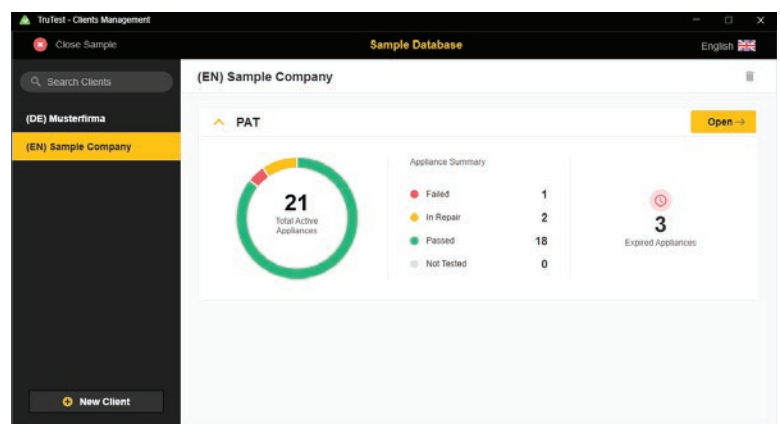 TruTest - Clients Management
Close Sample
Sample Database
English
Search Clients
(DE) Musterfirma
(EN) Sample Company
New Client
(EN) Sample Company
PAT
Open →
21
Total Active
Appliances
Appliance Summary
Failed 1
In Repair 2
Passed 18
Not Tested 0
3
Expired Appliances